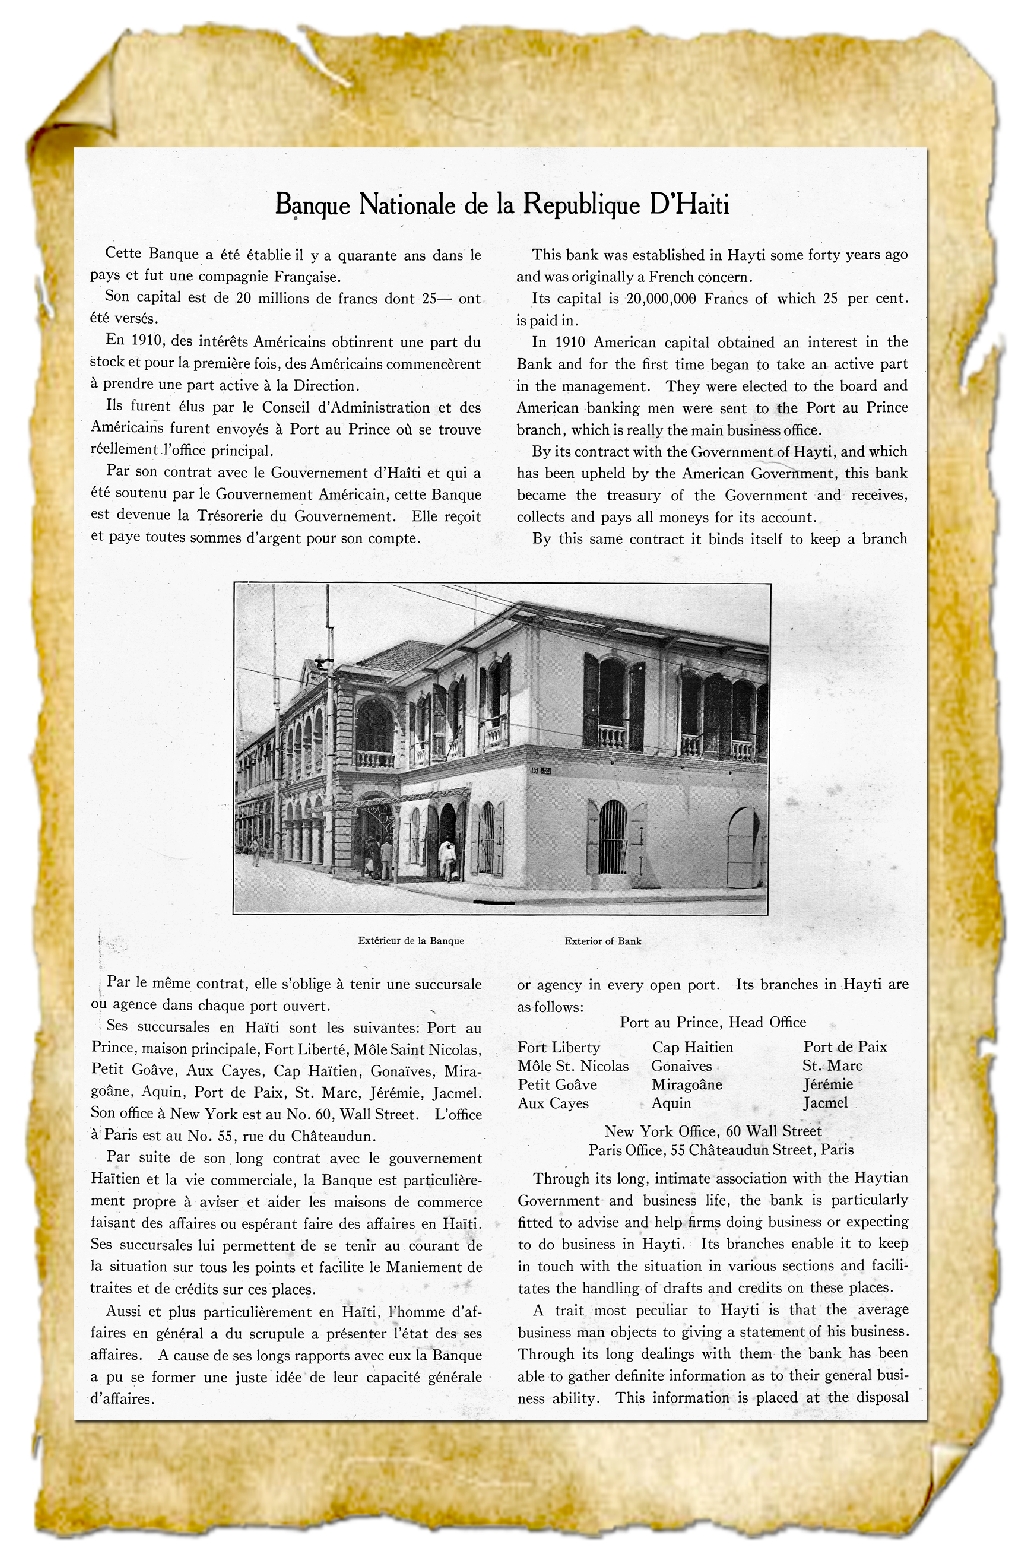 Banque Nationale de la Republique D'Haiti
Cette Banque a été établie il y a quarante ans dans le
pays et fut une compagnie Française.
Son capital est de 20 millions de francs dont 25— ont
été versés.
En 1910, des intérêts Américains obtinrent une part du
stock et pour la première fois, des Américains commencèrent
à prendre une part active à la Direction.
Ils furent élus par le Conseil d'Administration et des
Américains furent envoyés à Port au Prince où se trouve
réellement l'office principal.
Par son contrat avec le Gouvernement d'Haîti et qui a
été soutenu par le Gouvernement Américain, cette Banque
est devenue la Trésorerie du Gouvernement. Elle reçoit
et paye toutes sommes d'argent pour son compte.
This bank was established in Hayti some forty years ago
and was originally a French concern.
Its capital is 20,000,000 Francs of which 25 per cent.
is paid in.
In 1910 American capital obtained an interest in the
Bank and for the first time began to take an active part
in the management. They were elected to the board and
American banking men were sent to the Port au Prince
branch, which is really the main business office.
By its contract with the Government of Hayti, and which
has been upheld by the American Government, this bank
became the treasury of the Government and receives,
collects and pays all moneys for its account.
By this same contract it binds itself to keep a branch
Extérieur de la Banque
Exterior of Bank
Par le même contrat, elle s'oblige à tenir une succursale
ou agence dans chaque port ouvert.
Ses succursales en Haïti sont les suivantes: Port au
Prince, maison principale, Fort Liberté, Môle Saint Nicolas,
Petit Goâve, Aux Cayes, Cap Haïtien, Gonaïves, Mira-
goâne, Aquin, Port de Paix, St. Marc, Jérémie, Jacmel.
Son office à New York est au No. 60, Wall Street. L'office
à Paris est au No. 55, rue du Châteaudun.
Par suite de son long contrat avec le gouvernement
Haïtien et la vie commerciale, la Banque est particulière-
ment propre à aviser et aider les maisons de commerce
faisant des affaires ou espérant faire des affaires en Haïti.
Ses succursales lui permettent de se tenir au courant de
la situation sur tous les points et facilite le Maniement de
traites et de crédits sur ces places.
Aussi et plus particulièrement en Haïti, l'homme d'af-
faires en général a du scrupule a présenter l'état des ses
affaires. A cause de ses longs rapports avec eux la Banque
a pu se former une juste idée de leur capacité générale
d'affaires.
or agency in every open port. Its branches in Hayti are
as follows:
Port au Prince, Head Office
Fort Liberty Cap Haitien Port de Paix
Môle St. Nicolas Gonaives St. Marc
Petit Goâve Miragoâne Jérémie
Aux Cayes Aquin Jacmel
New York Office, 60 Wall Street
Paris Office, 55 Châteaudun Street, Paris
Through its long, intimate association with the Haytian
Government and business life, the bank is particularly
fitted to advise and help firms doing business or expecting
to do business in Hayti. Its branches enable it to keep
in touch with the situation in various sections and facili-
tates the handling of drafts and credits on these places.
A trait most peculiar to Hayti is that the average
business man objects to giving a statement of his business.
Through its long dealings with them the bank has been
able to gather definite information as to their general busi-
ness ability. This information is placed at the disposal